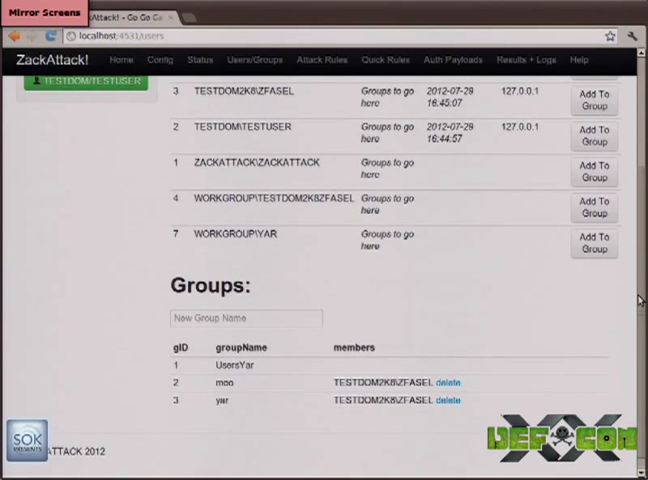 Mirror Screens
ckAttack! - Go Go Ga
localhost:4531/users
ZackAttack! Home Config Status Users/Groups Attack Rules Quick Rules Auth Payloads Results + Logs Help
TESTDOM/TESTUSER
3 TESTDOM2K8\ZFASEL Groups to go here 2012-07-29 16:45:07 127.0.0.1 Add To Group
2 TESTDOM\TESTUSER Groups to go here 2012-07-29 16:44:57 127.0.0.1 Add To Group
1 ZACKATTACK\ZACKATTACK Groups to go here Add To Group
4 WORKGROUP\TESTDOM2K8ZFASEL Groups to go here Add To Group
7 WORKGROUP\YAR Groups to go here Add To Group
Groups:
New Group Name
gID groupName members
1 UsersYar
2 moo TESTDOM2K8\ZFASEL delete
3 yar TESTDOM2K8\ZFASEL delete
SOK
PRESENTS
ATTACK 2012
XX
DEF CON